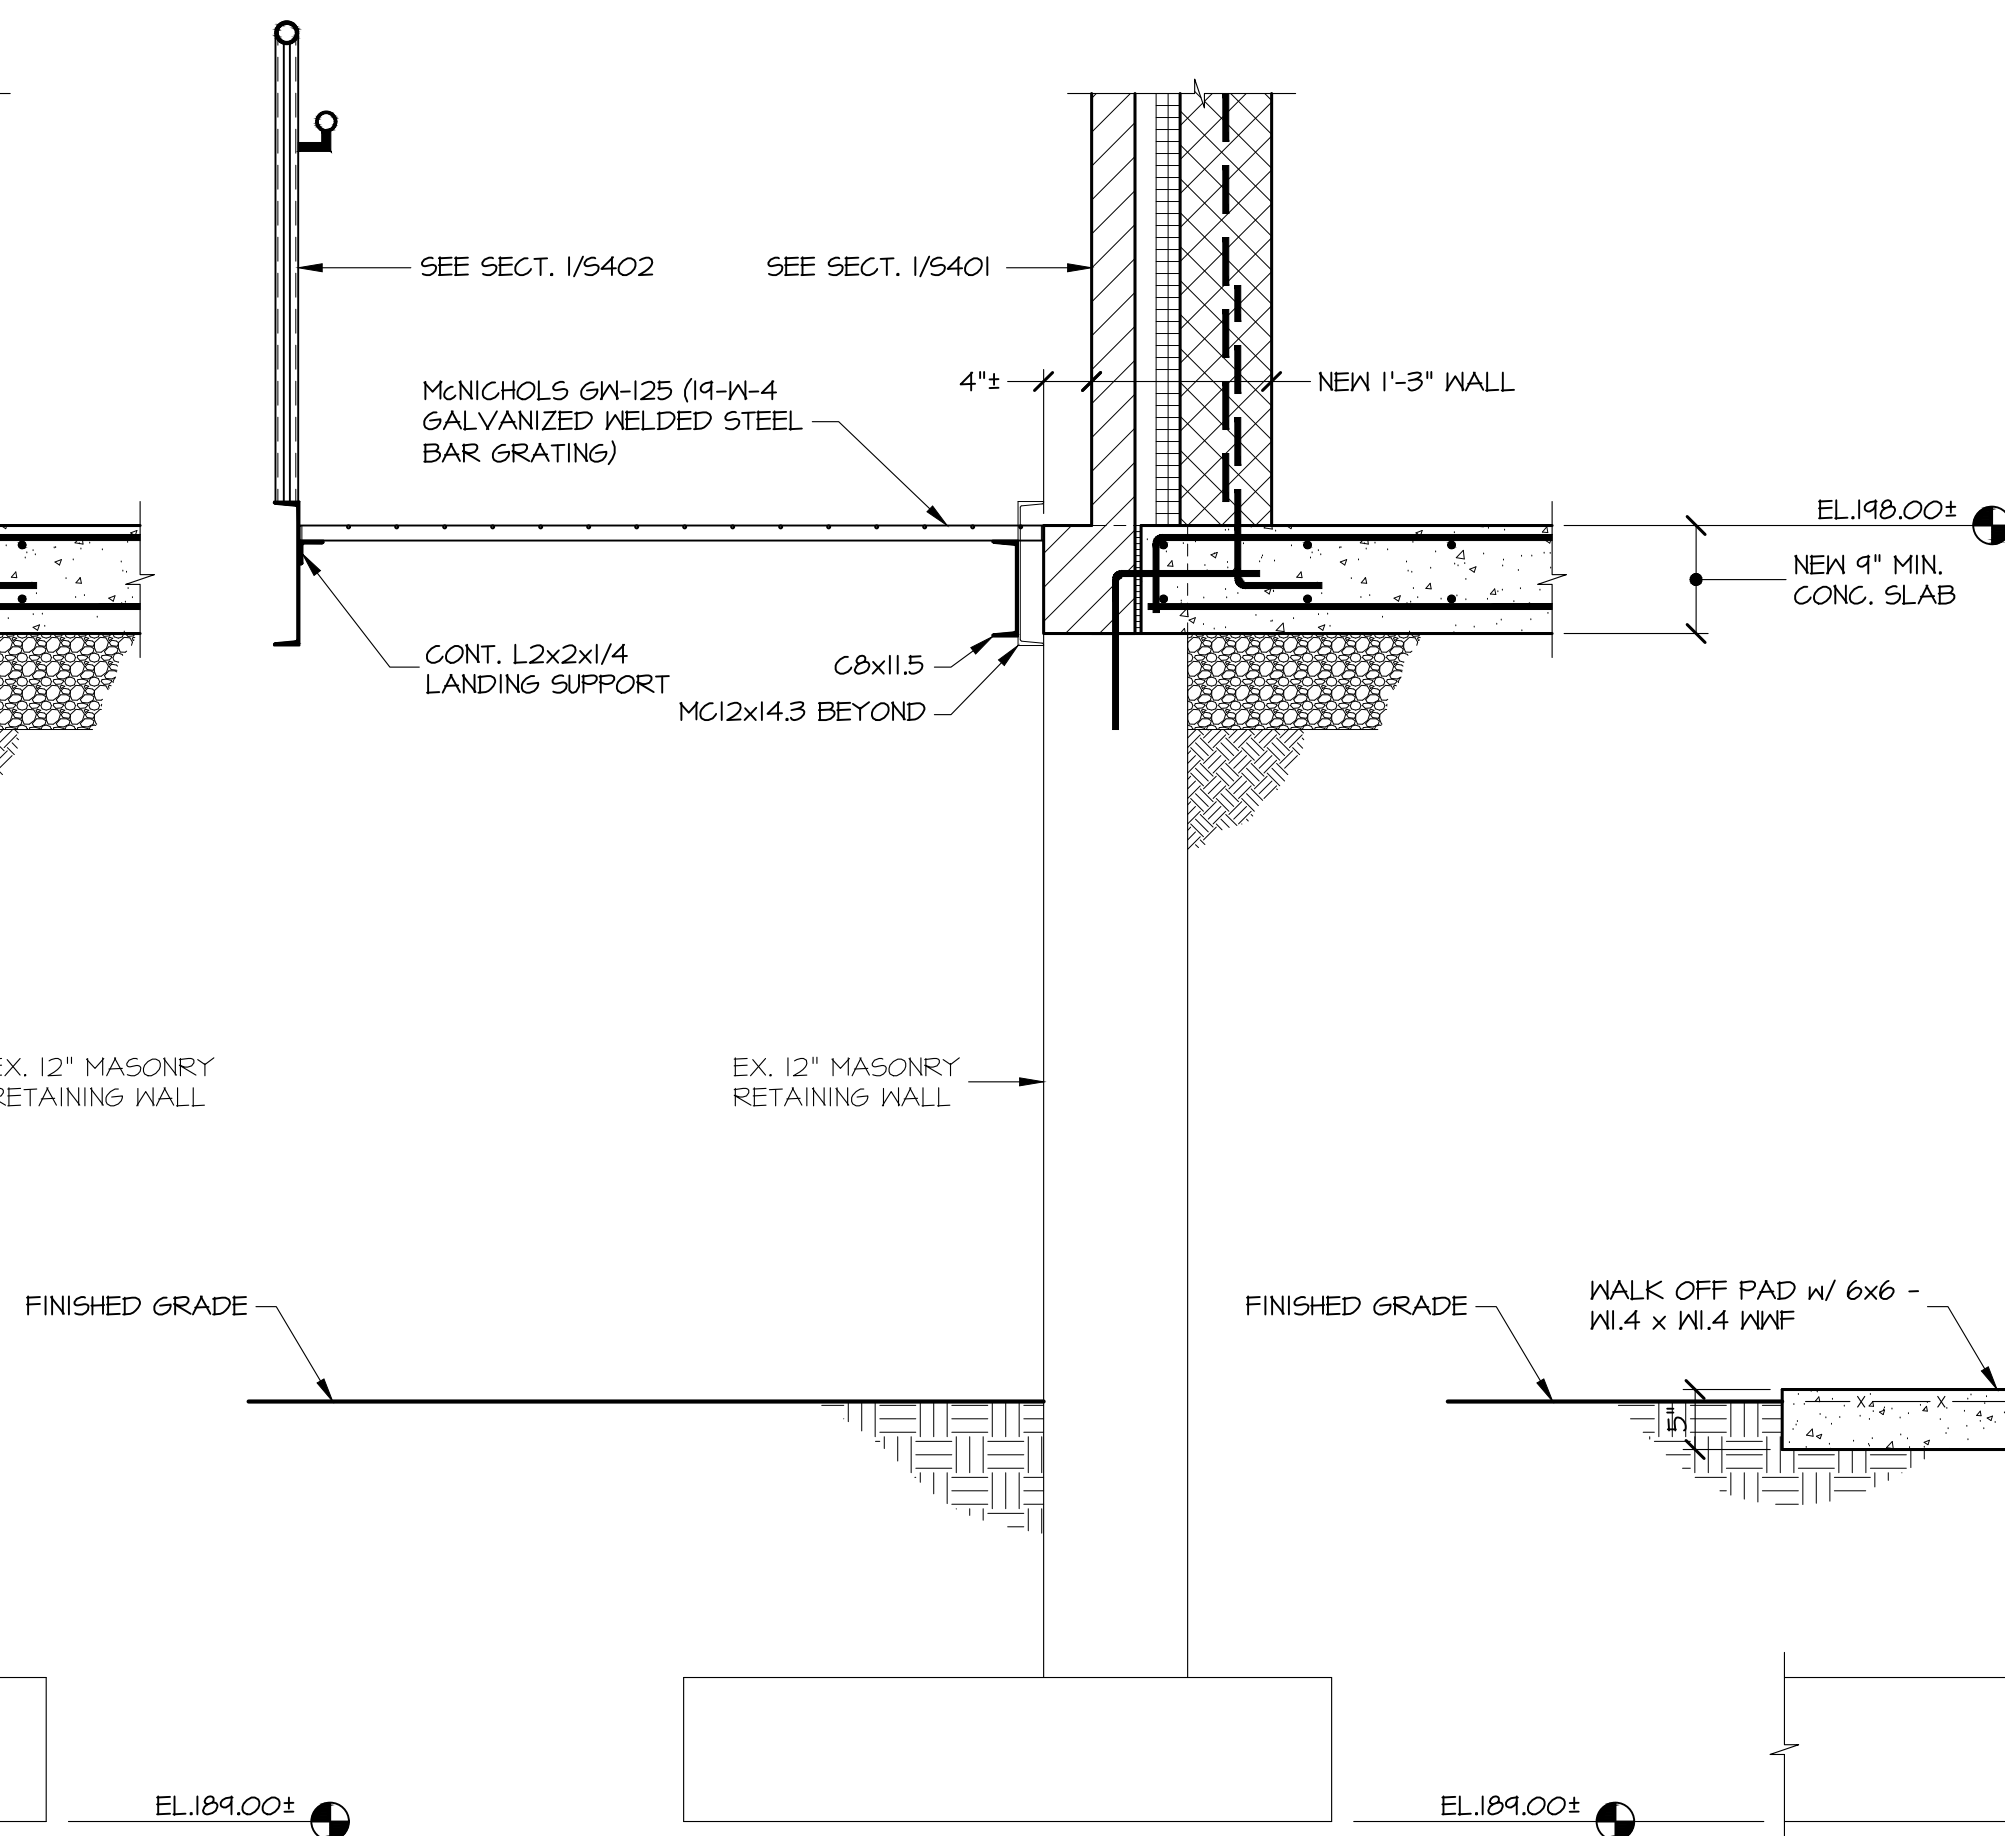 SEE SECT. 1/S402
SEE SECT. 1/S401
McNICHOLS GW-125 (19-W-4
GALVANIZED WELDED STEEL
BAR GRATING)
4"±
NEW 1'-3" WALL
EL.198.00±
NEW 9" MIN.
CONC. SLAB
CONT. L2x2x1/4
LANDING SUPPORT
C8x11.5
MC12x14.3 BEYOND
EX. 12" MASONRY
RETAINING WALL
EX. 12" MASONRY
RETAINING WALL
FINISHED GRADE
FINISHED GRADE
WALK OFF PAD w/ 6x6 -
W1.4 x W1.4 WWF
5"
X X
EL.189.00±
EL.189.00±